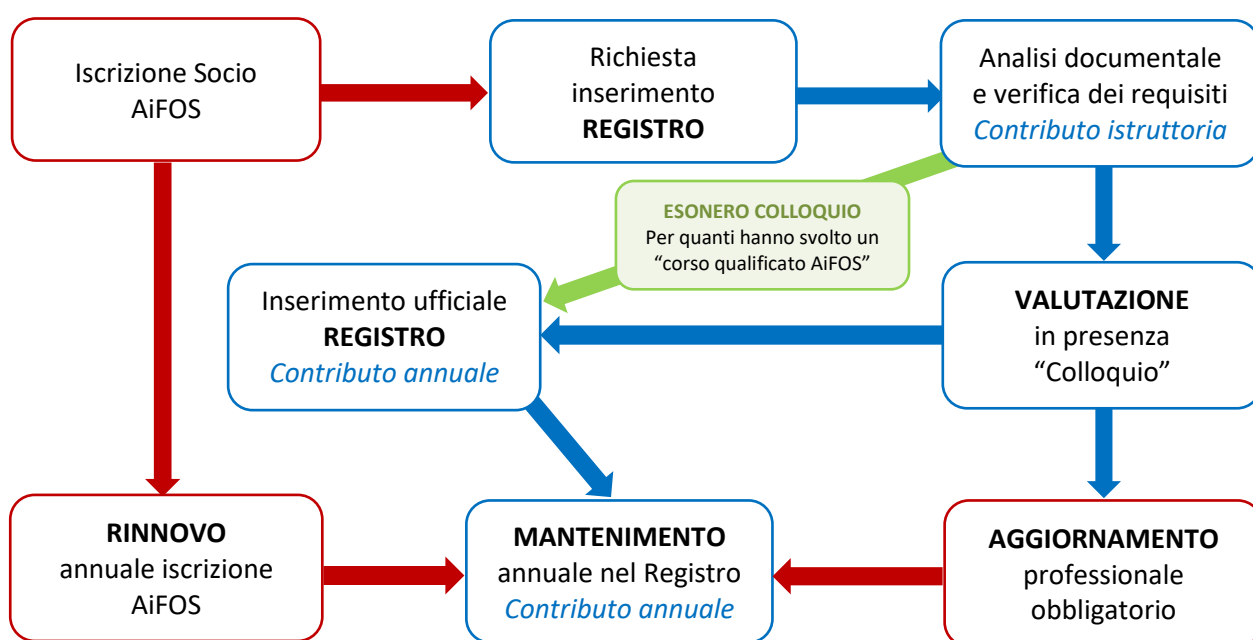 Iscrizione Socio
AiFOS
Richiesta
inserimento
REGISTRO
Analisi documentale
e verifica dei requisiti
Contributo istruttoria
ESONERO COLLOQUIO
Per quanti hanno svolto un
“corso qualificato AiFOS”
Inserimento ufficiale
REGISTRO
Contributo annuale
VALUTAZIONE
in presenza
“Colloquio”
RINNOVO
annuale iscrizione
AiFOS
MANTENIMENTO
annuale nel Registro
Contributo annuale
AGGIORNAMENTO
professionale
obbligatorio